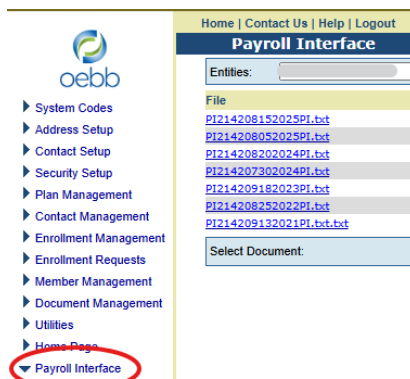 Home | Contact Us | Help | Logout
Payroll Interface
oebb
Entities:
File
PI214208152025PI.txt
PI214208052025PI.txt
PI214208202024PI.txt
PI214207302024PI.txt
PI214209182023PI.txt
PI214208252022PI.txt
PI214209132021PI.txt.txt
Select Document:
System Codes
Address Setup
Contact Setup
Security Setup
Plan Management
Contact Management
Enrollment Management
Enrollment Requests
Member Management
Document Management
Utilities
Home Page
Payroll Interface